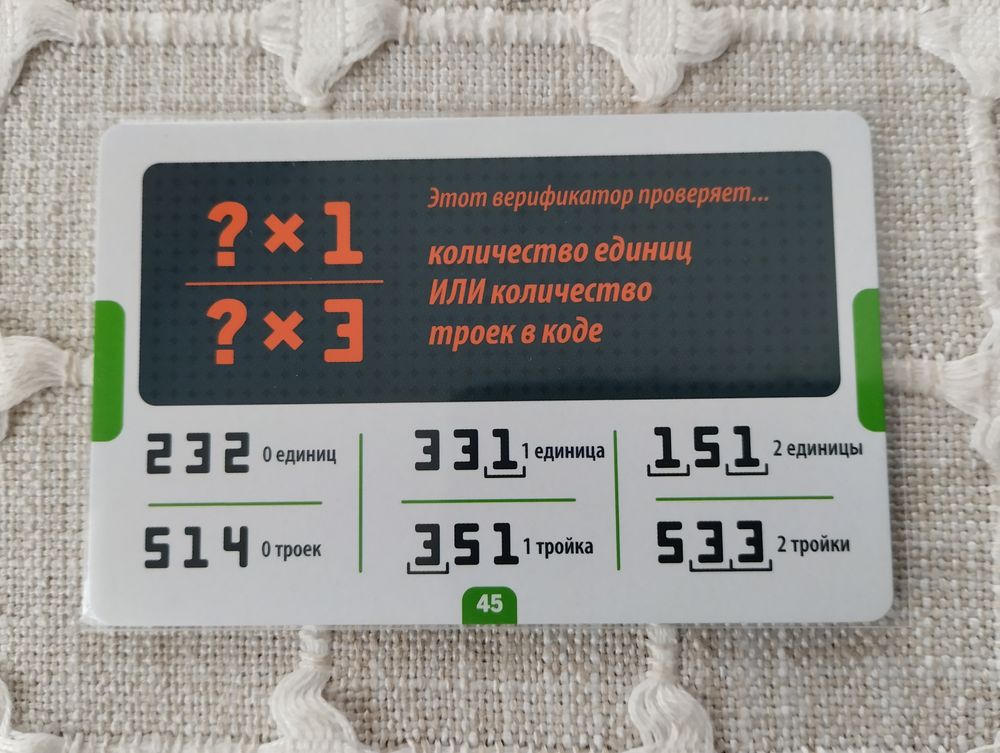 ? × 1
? × 3
Этот верификатор проверяет...
количество единиц
ИЛИ количество
троек в коде
232 0 единиц
514 0 троек
331 1 единица
351 1 тройка
151 2 единицы
533 2 тройки
45